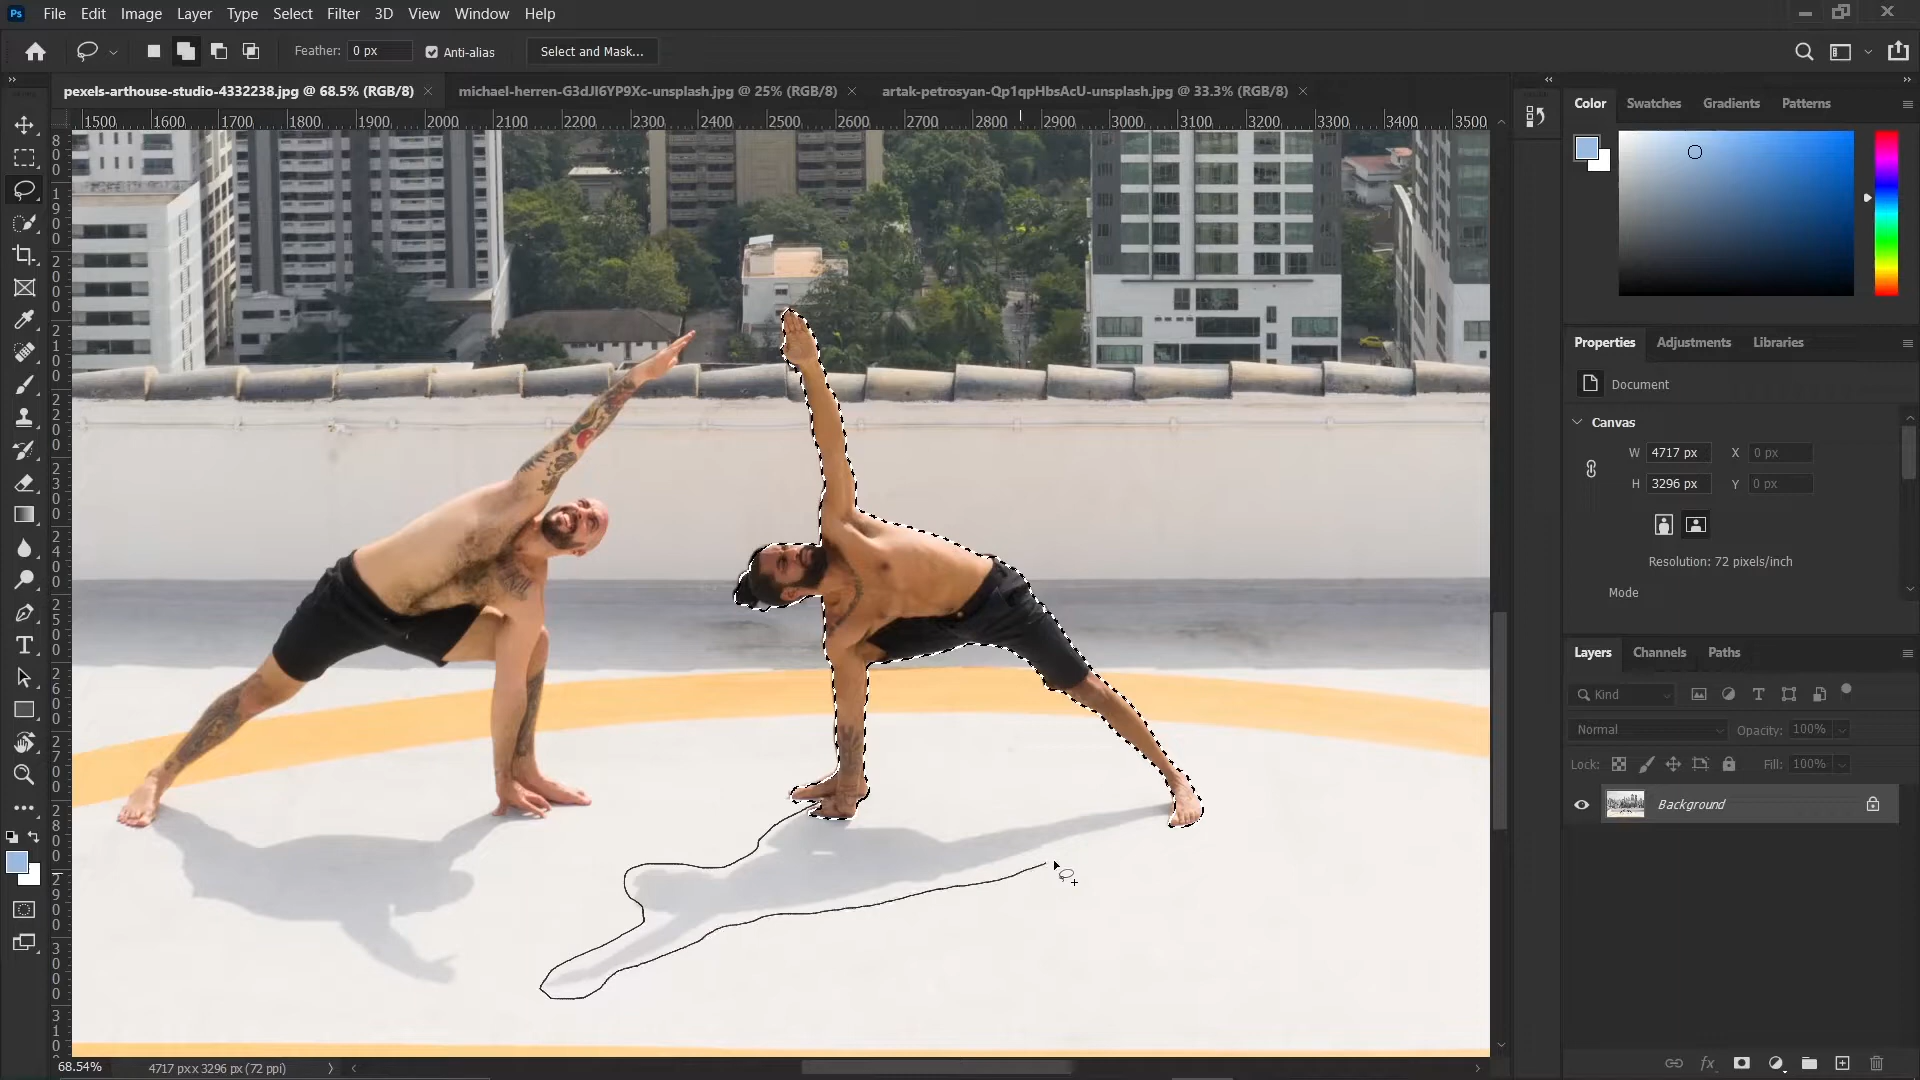 Ps File Edit Image Layer Type Select Filter 3D View Window Help
Feather: 0 px Anti-alias Select and Mask...
pexels-arthouse-studio-4332238.jpg @ 68.5% (RGB/8) michael-herren-G3dJI6YP9Xc-unsplash.jpg @ 25% (RGB/8) artak-petrosyan-Qp1qpHbsAcU-unsplash.jpg @ 33.3% (RGB/8)
1500 1600 1700 1800 1900 2000 2100 2200 2300 2400 2500 2600 2700 2800 2900 3000 3100 3200 3300 3400 3500
Color Swatches Gradients Patterns
Properties Adjustments Libraries
Document
Canvas
W 4717 px X 0 px
H 3296 px Y 0 px
Resolution: 72 pixels/inch
Mode
Layers Channels Paths
Kind
Normal Opacity: 100%
Lock: Fill: 100%
Background
68.54% 4717 px x 3296 px (72 ppi)